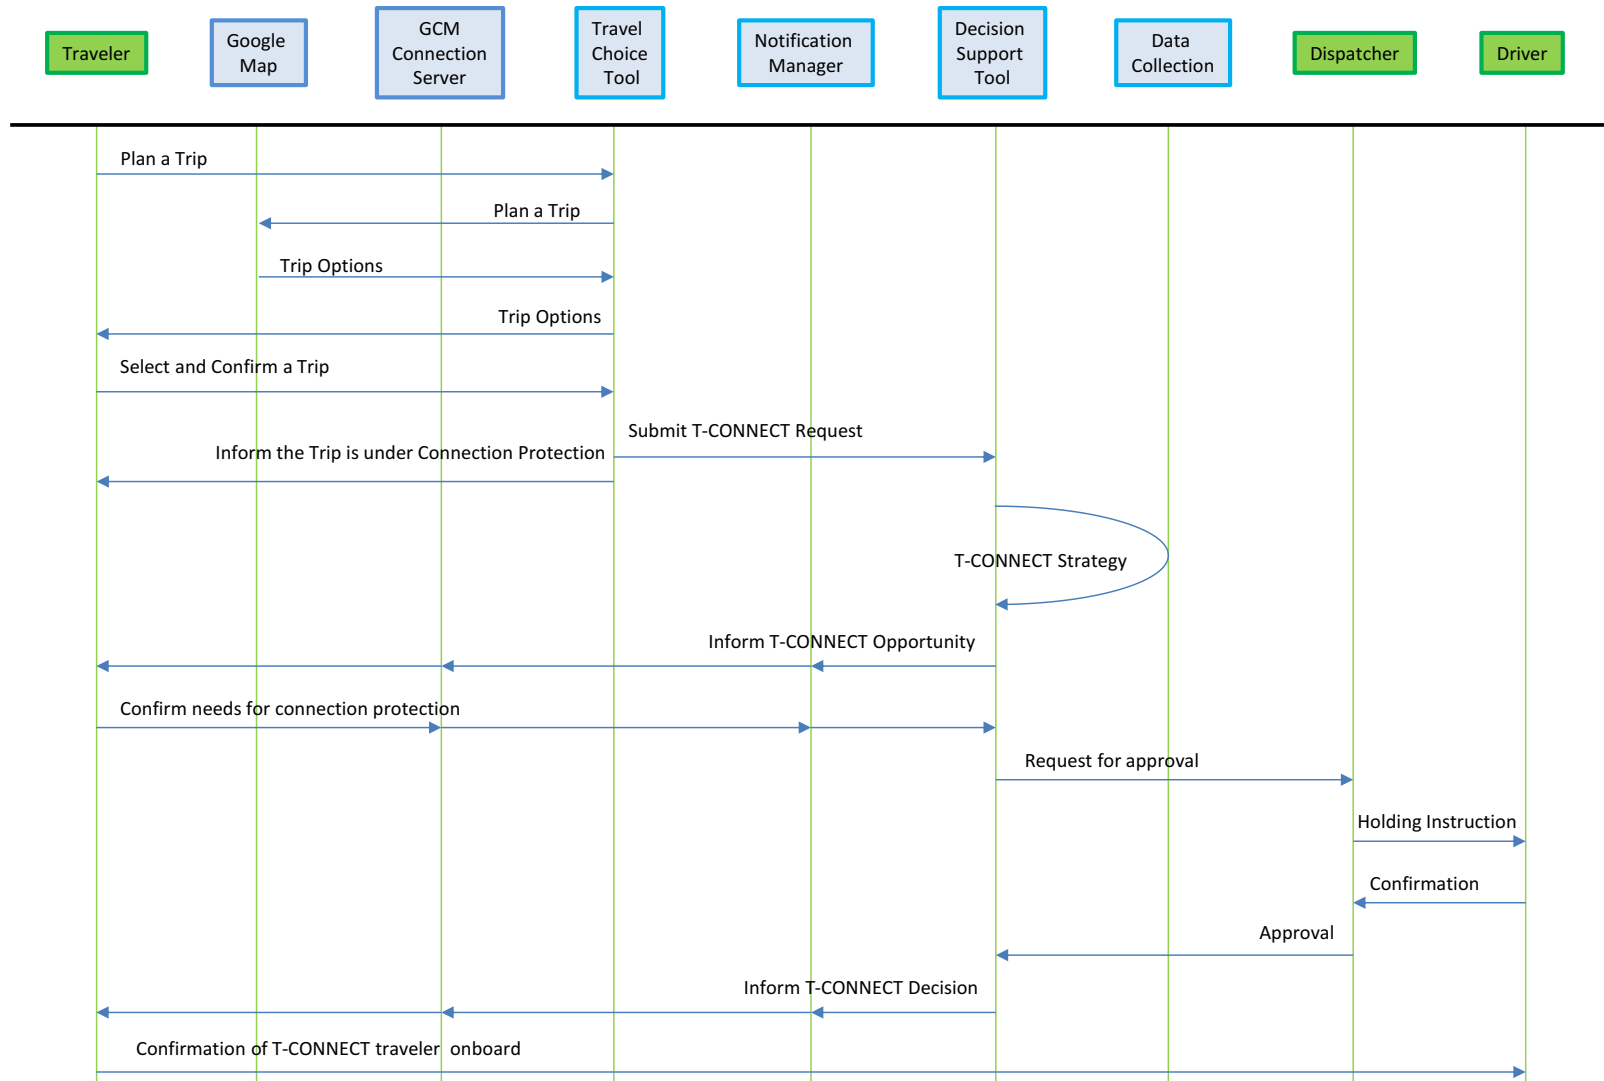 Traveler
Google
Map
GCM
Connection
Server
Travel
Choice
Tool
Notification
Manager
Decision
Support
Tool
Data
Collection
Dispatcher
Driver
Plan a Trip
Plan a Trip
Trip Options
Trip Options
Select and Confirm a Trip
Submit T-CONNECT Request
Inform the Trip is under Connection Protection
T-CONNECT Strategy
Inform T-CONNECT Opportunity
Confirm needs for connection protection
Request for approval
Holding Instruction
Confirmation
Approval
Inform T-CONNECT Decision
Confirmation of T-CONNECT traveler onboard